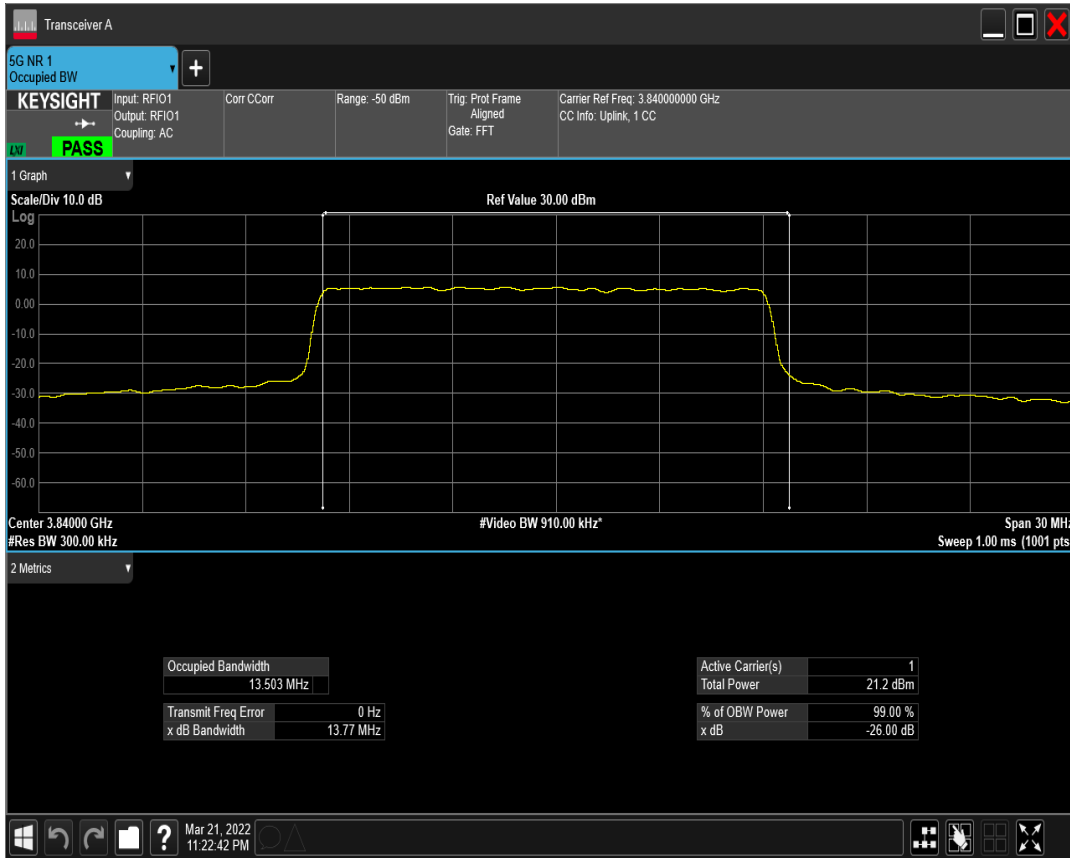 Transceiver A
5G NR 1
Occupied BW
+
KEYSIGHT
LXI
PASS
Input: RFIO1
Output: RFIO1
Coupling: AC
Corr CCorr
Range: -50 dBm
Trig: Prot Frame
Aligned
Gate: FFT
Carrier Ref Freq: 3.840000000 GHz
CC Info: Uplink, 1 CC
1 Graph
Scale/Div 10.0 dB
Ref Value 30.00 dBm
Log
20.0
10.0
0.00
-10.0
-20.0
-30.0
-40.0
-50.0
-60.0
Center 3.84000 GHz
#Video BW 910.00 kHz*
Span 30 MHz
#Res BW 300.00 kHz
Sweep 1.00 ms (1001 pts
2 Metrics
Occupied Bandwidth
13.503 MHz
Transmit Freq Error 0 Hz
x dB Bandwidth 13.77 MHz
Active Carrier(s) 1
Total Power 21.2 dBm
% of OBW Power 99.00 %
x dB -26.00 dB
?
Mar 21, 2022
11:22:42 PM